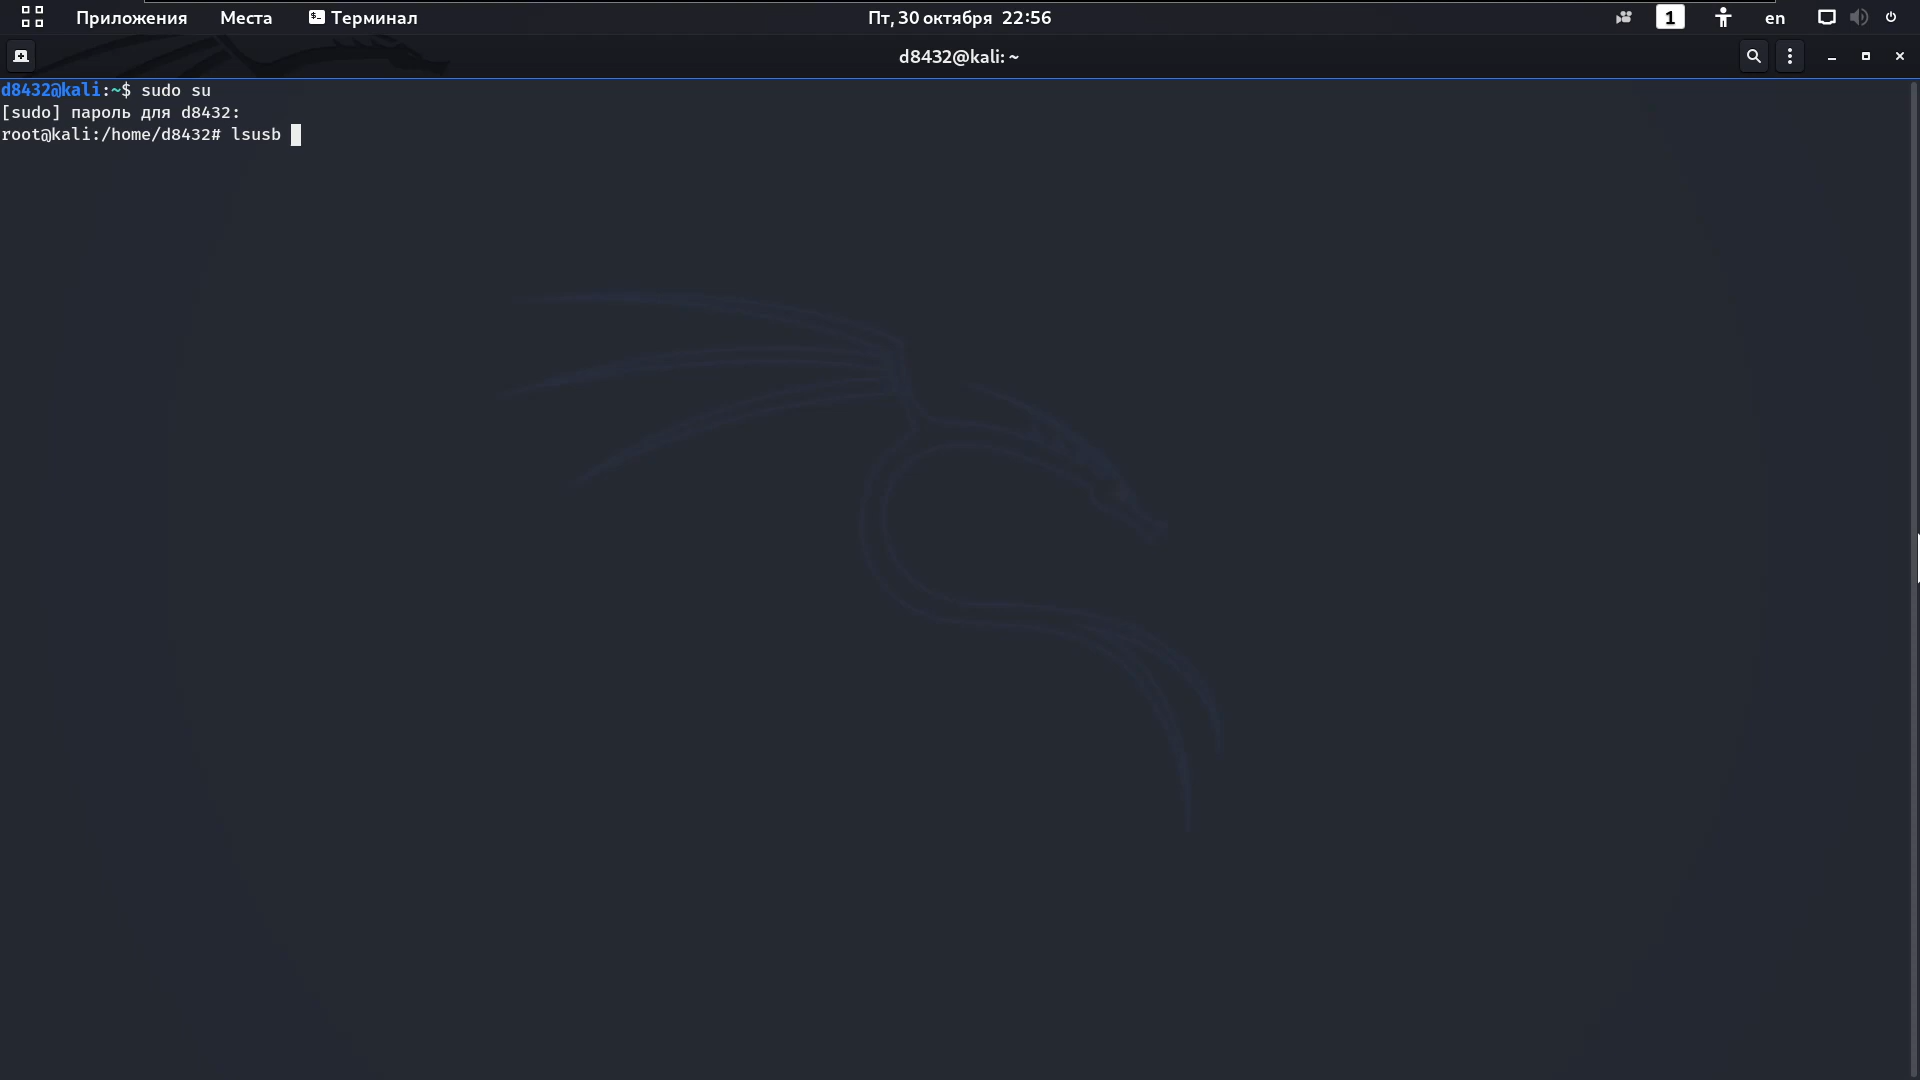 Приложения Места Терминал Пт, 30 октября 22:56 1 en
d8432@kali: ~
d8432@kali:~$ sudo su
[sudo] пароль для d8432:
root@kali:/home/d8432# lsusb